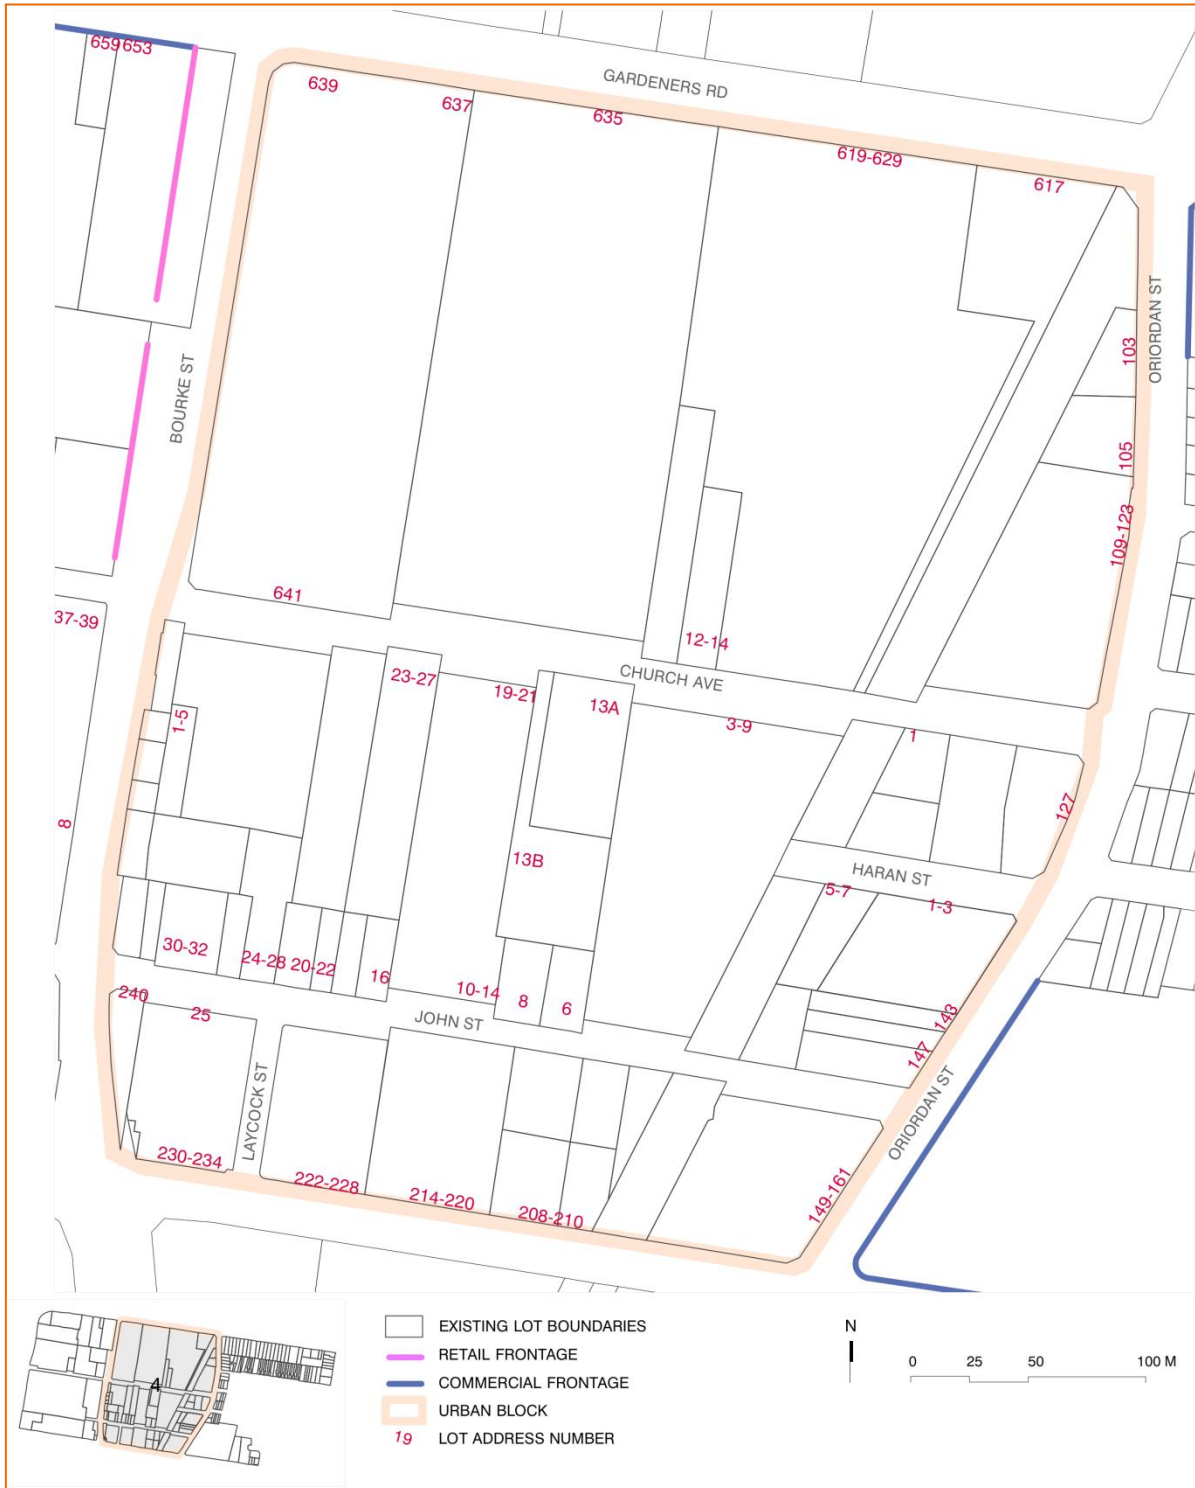 659 653
639
637
635
GARDENERS RD
619-629
617
ORIORDAN ST
103
BOURKE ST
105
109-123
641
37-39
12-14
CHURCH AVE
23-27
19-21
13A
3-9
1
1-5
127
8
13B
HARAN ST
5-7
1-3
30-32
24-28
20-22
16
10-14
8
6
240
25
JOHN ST
143
147
LAYCOCK ST
ORIORDAN ST
230-234
222-228
214-220
208-210
149-161
4
EXISTING LOT BOUNDARIES
RETAIL FRONTAGE
COMMERCIAL FRONTAGE
URBAN BLOCK
19 LOT ADDRESS NUMBER
N
0 25 50 100 M